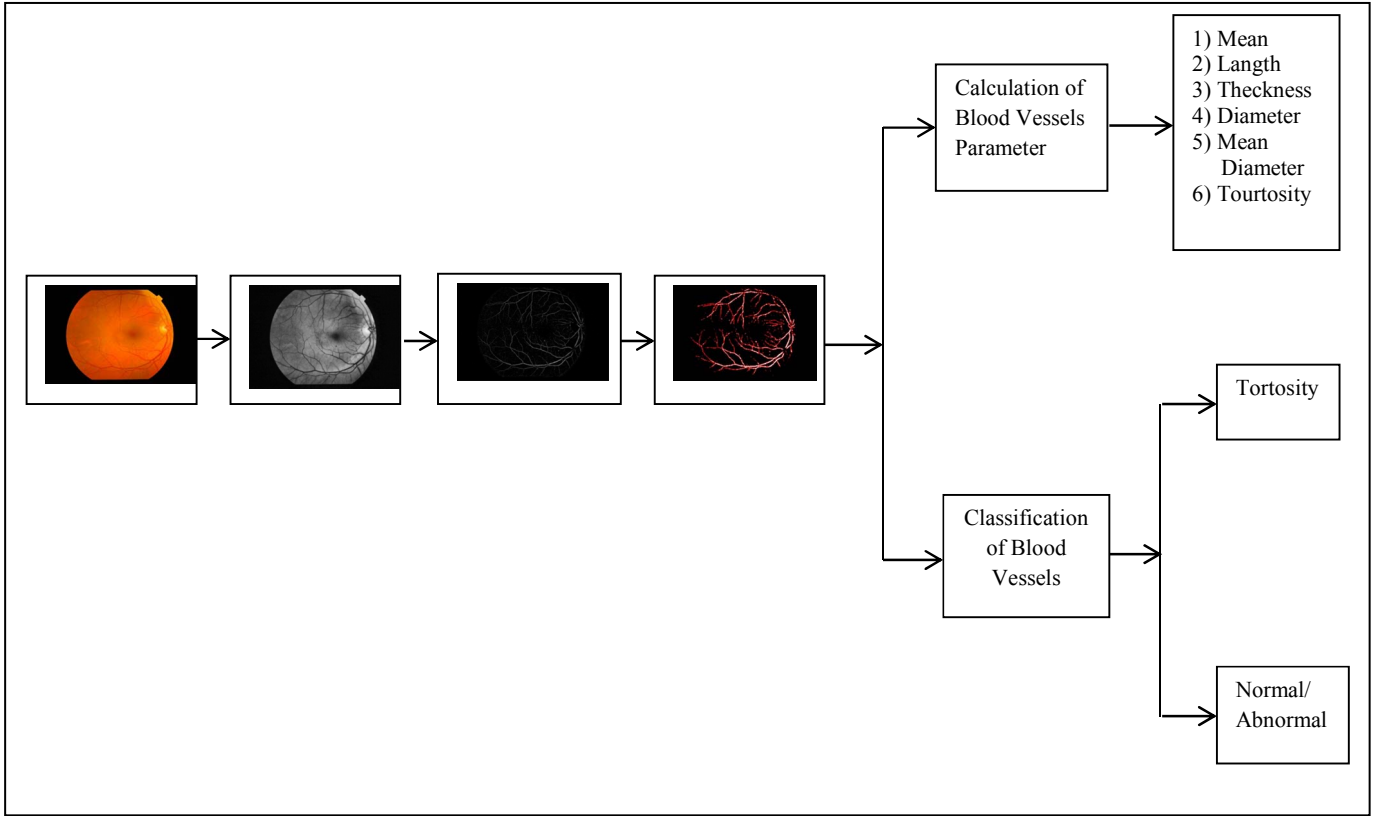 Calculation of
Blood Vessels
Parameter
1) Mean
2) Langth
3) Theckness
4) Diameter
5) Mean
Diameter
6) Tourtosity
Tortosity
Classification
of Blood
Vessels
Normal/
Abnormal